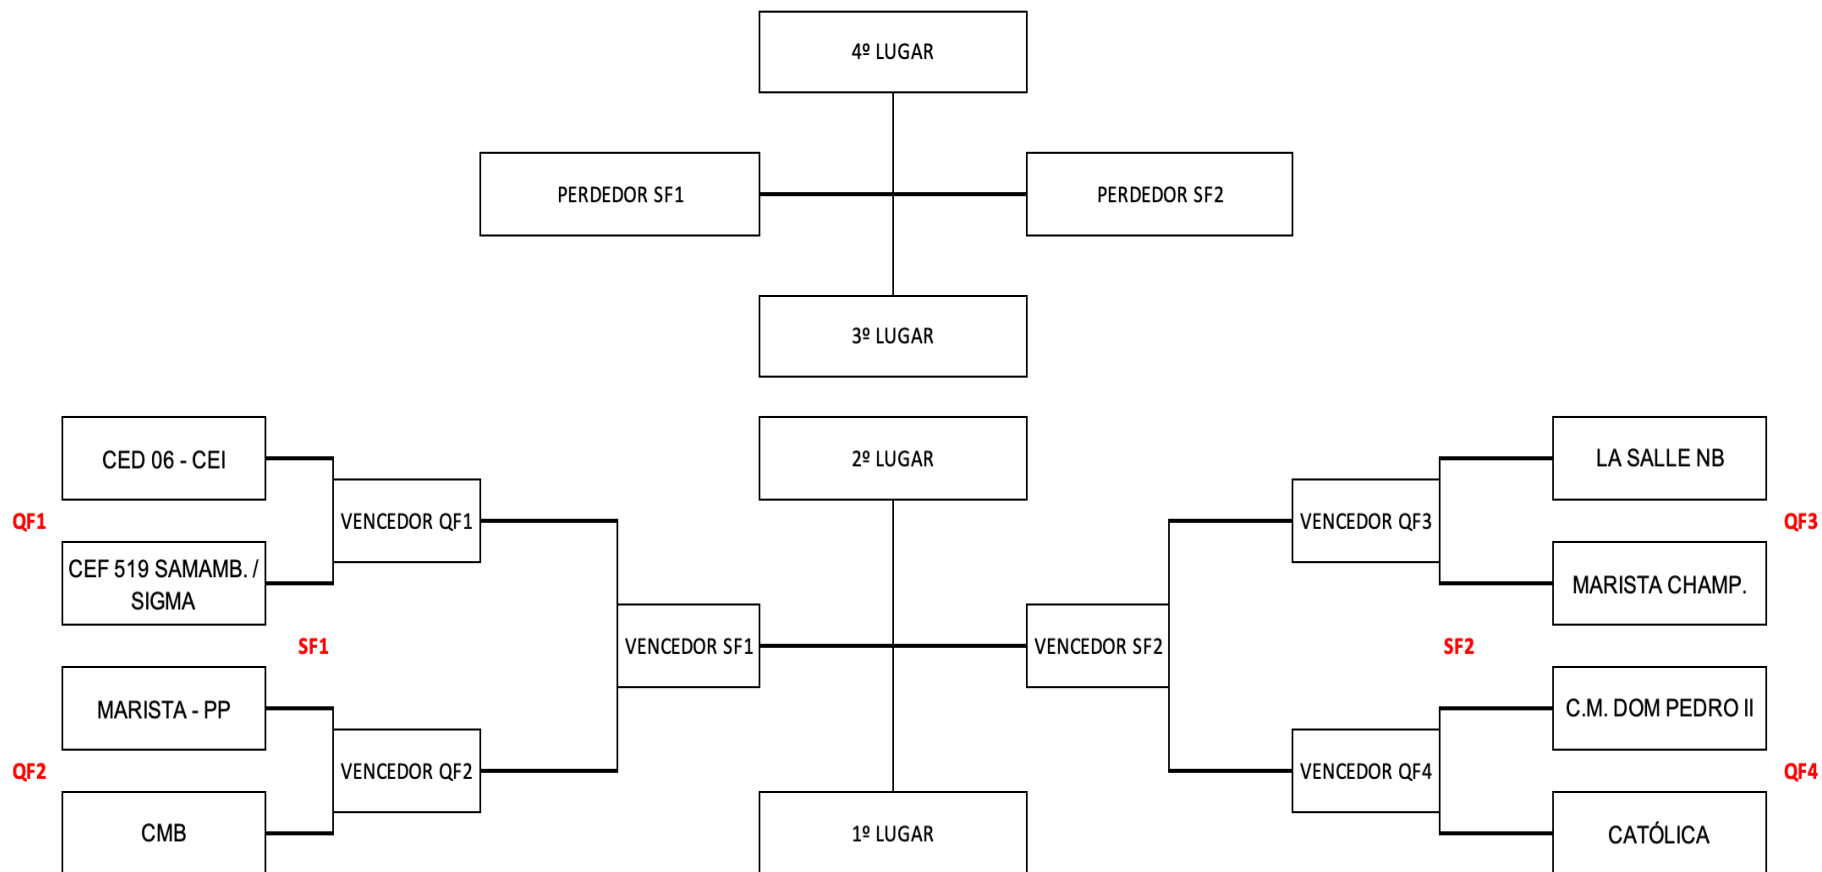 4º LUGAR
PERDEDOR SF1
PERDEDOR SF2
3º LUGAR
CED 06 - CEI
2º LUGAR
LA SALLE NB
QF1
VENCEDOR QF1
VENCEDOR QF3
QF3
CEF 519 SAMAMB. /
SIGMA
MARISTA CHAMP.
SF1
VENCEDOR SF1
VENCEDOR SF2
SF2
MARISTA - PP
C.M. DOM PEDRO II
QF2
VENCEDOR QF2
VENCEDOR QF4
QF4
CMB
1º LUGAR
CATÓLICA